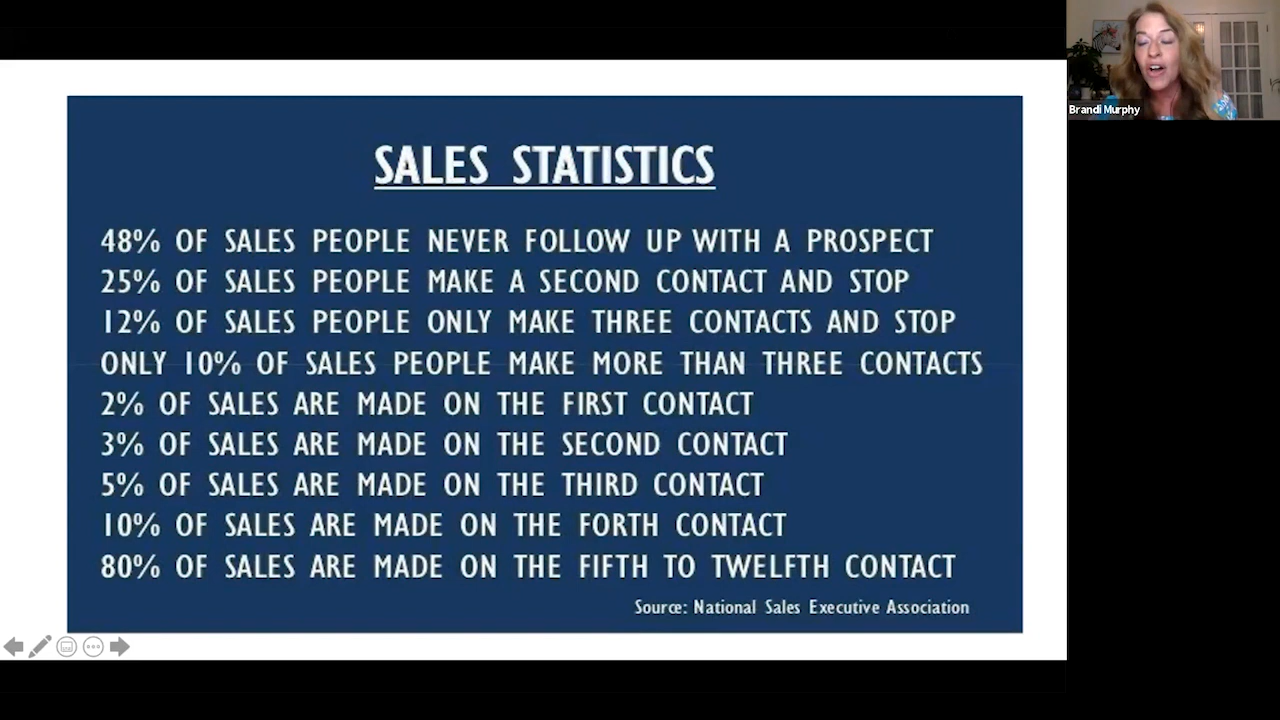 SALES STATISTICS
48% OF SALES PEOPLE NEVER FOLLOW UP WITH A PROSPECT
25% OF SALES PEOPLE MAKE A SECOND CONTACT AND STOP
12% OF SALES PEOPLE ONLY MAKE THREE CONTACTS AND STOP
ONLY 10% OF SALES PEOPLE MAKE MORE THAN THREE CONTACTS
2% OF SALES ARE MADE ON THE FIRST CONTACT
3% OF SALES ARE MADE ON THE SECOND CONTACT
5% OF SALES ARE MADE ON THE THIRD CONTACT
10% OF SALES ARE MADE ON THE FORTH CONTACT
80% OF SALES ARE MADE ON THE FIFTH TO TWELFTH CONTACT
Source: National Sales Executive Association
Brandi Murphy